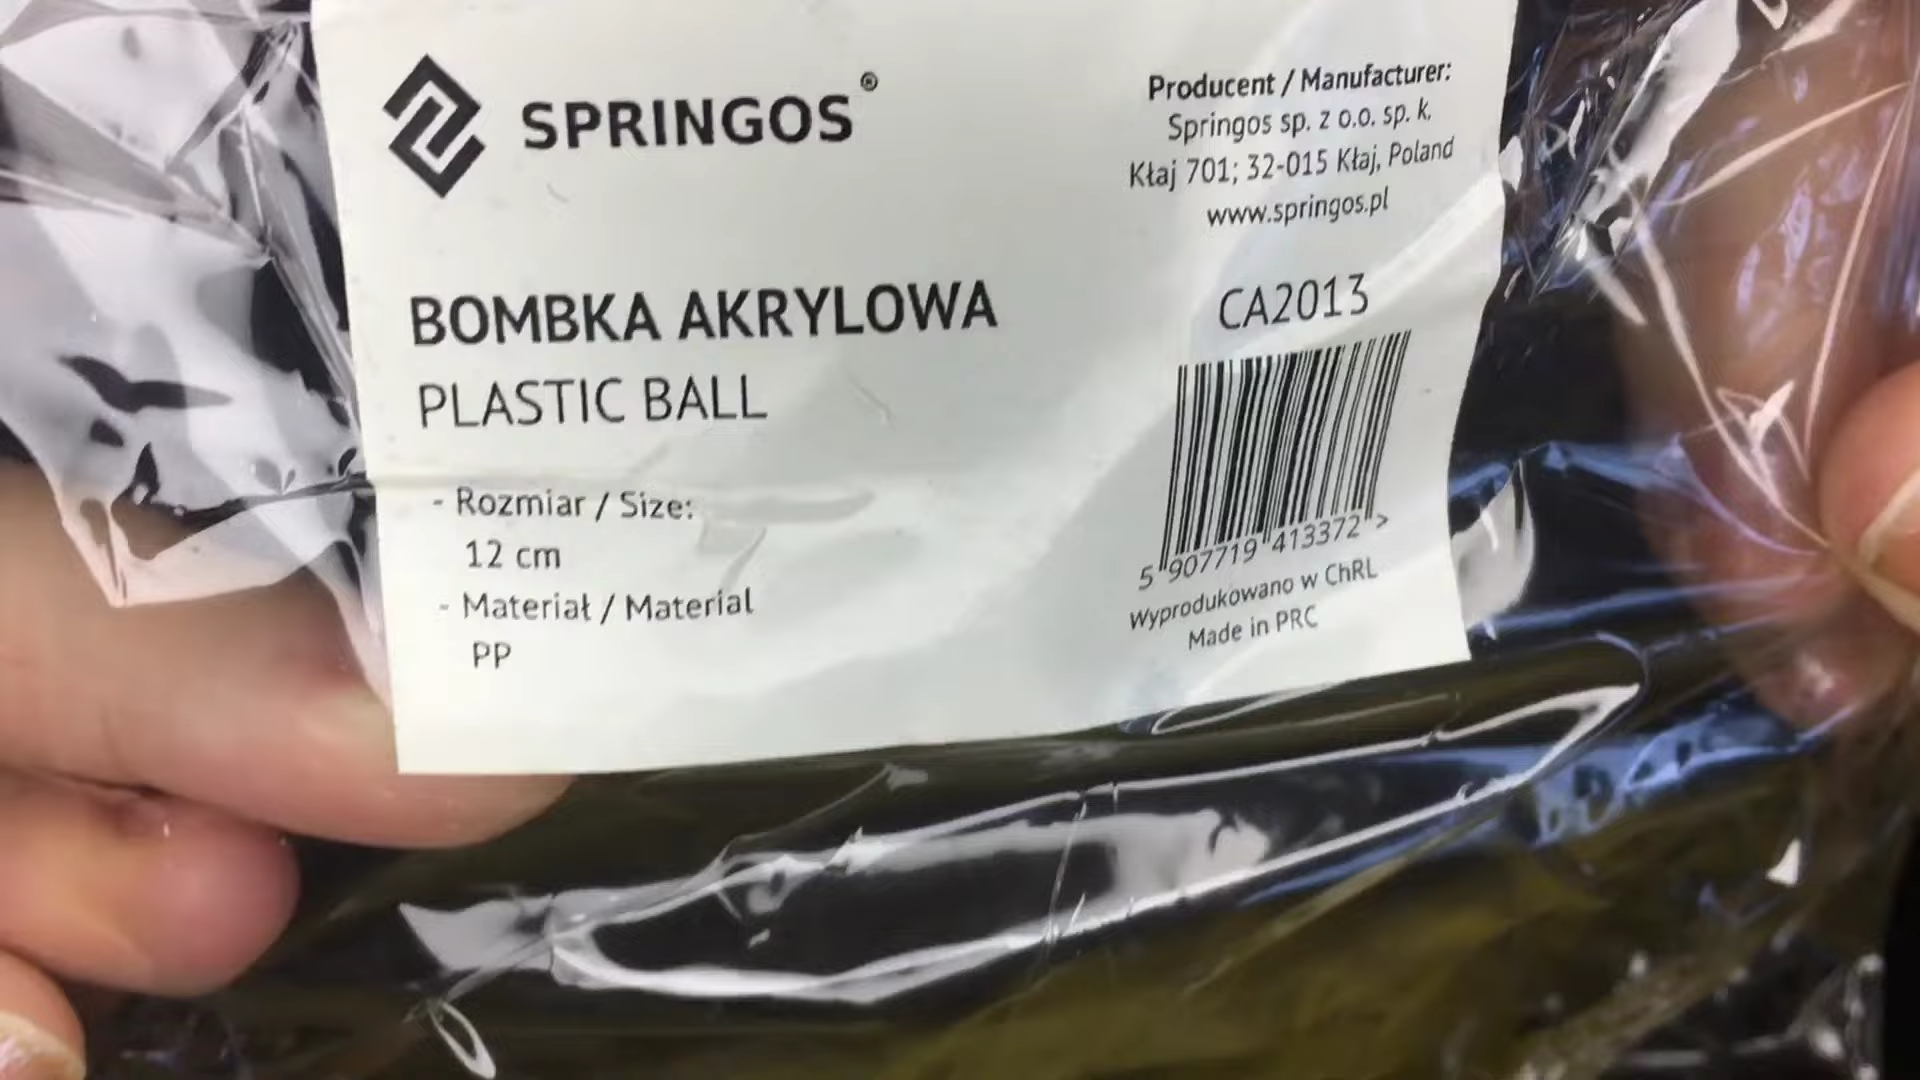 SPRINGOS®
BOMBKA AKRYLOWA
PLASTIC BALL
- Rozmiar / Size:
12 cm
- Materiał / Material
PP
Producent / Manufacturer:
Springos sp. z o.o. sp. k.
Kłaj 701; 32-015 Kłaj, Poland
www.springos.pl
CA2013
5 907719 413372 >
Wyprodukowano w ChRL
Made in PRC